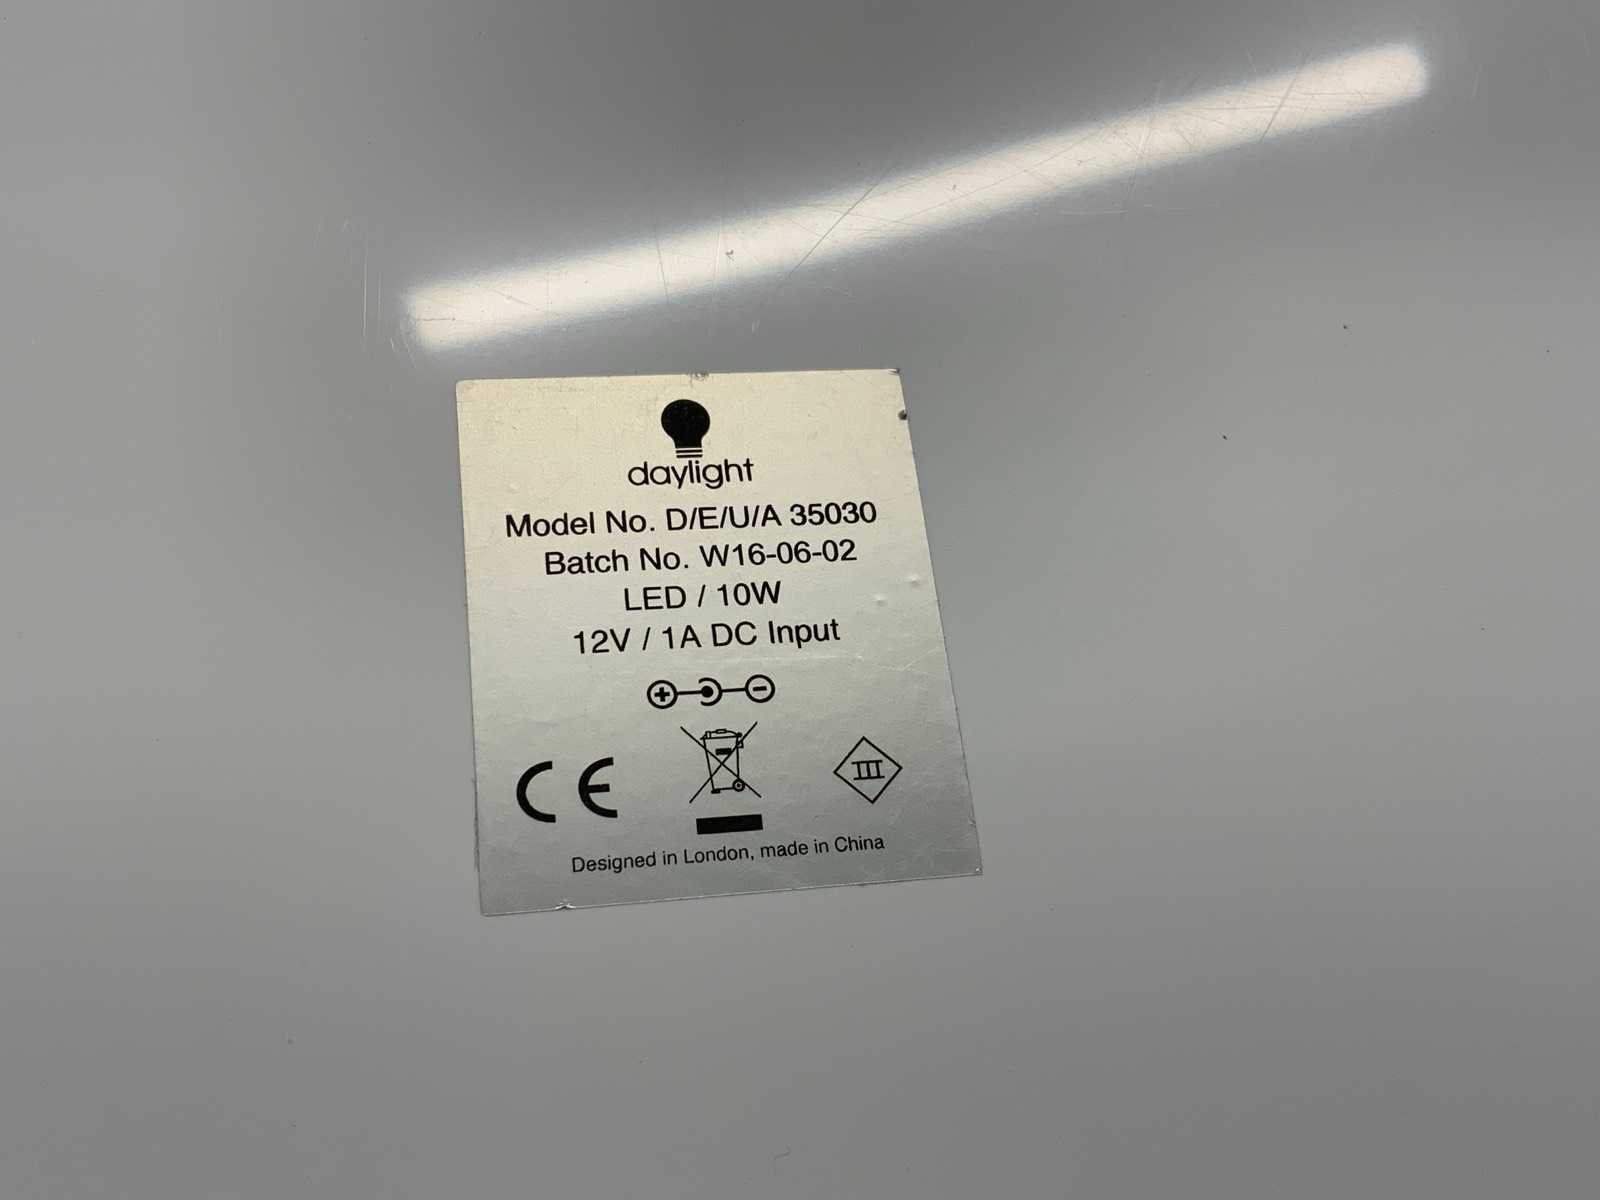 daylight
Model No. D/E/U/A 35030
Batch No. W16-06-02
LED / 10W
12V / 1A DC Input
CE
III
Designed in London, made in China